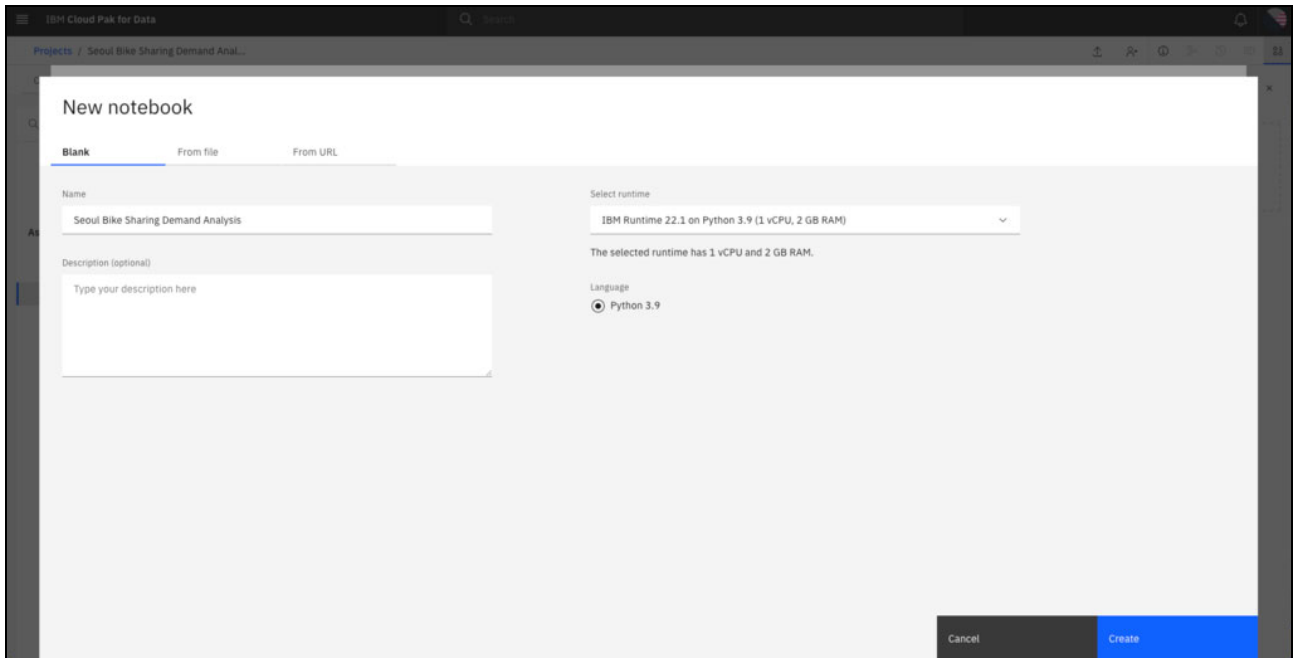 IBM Cloud Pak for Data
Search
Projects / Seoul Bike Sharing Demand Anal...
New notebook
Blank From file From URL
Name
Seoul Bike Sharing Demand Analysis
Description (optional)
Type your description here
Select runtime
IBM Runtime 22.1 on Python 3.9 (1 vCPU, 2 GB RAM)
The selected runtime has 1 vCPU and 2 GB RAM.
Language
Python 3.9
As
Cancel Create